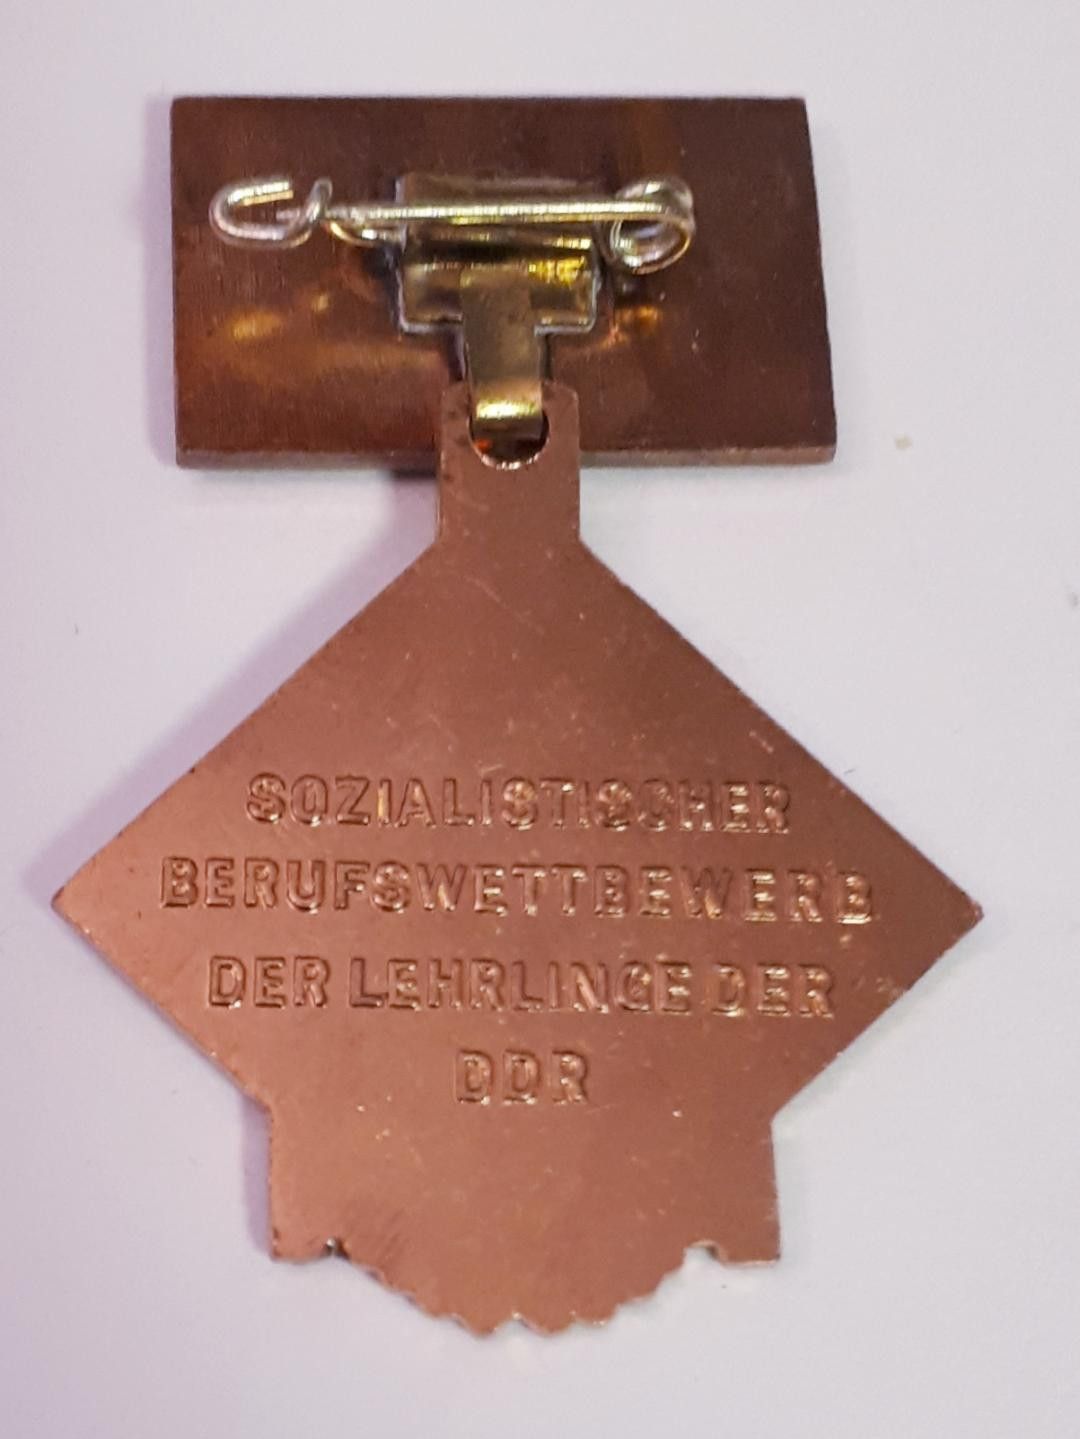 SOZIALISTISCHER
BERUFSWETTBEWERB
DER LEHRLINGE DER
DDR